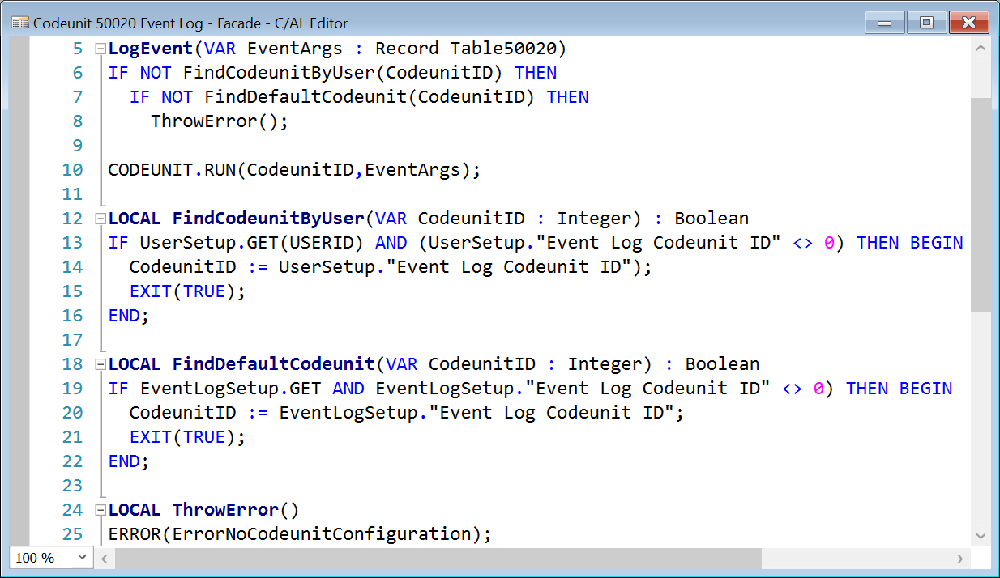 Codeunit 50020 Event Log - Facade - C/AL Editor
5 LogEvent(VAR EventArgs : Record Table50020)
6 IF NOT FindCodeunitByUser(CodeunitID) THEN
7 IF NOT FindDefaultCodeunit(CodeunitID) THEN
8 ThrowError();
9
10 CODEUNIT.RUN(CodeunitID,EventArgs);
11
12 LOCAL FindCodeunitByUser(VAR CodeunitID : Integer) : Boolean
13 IF UserSetup.GET(USERID) AND (UserSetup."Event Log Codeunit ID" <> 0) THEN BEGIN
14 CodeunitID := UserSetup."Event Log Codeunit ID");
15 EXIT(TRUE);
16 END;
17
18 LOCAL FindDefaultCodeunit(VAR CodeunitID : Integer) : Boolean
19 IF EventLogSetup.GET AND EventLogSetup."Event Log Codeunit ID" <> 0) THEN BEGIN
20 CodeunitID := EventLogSetup."Event Log Codeunit ID";
21 EXIT(TRUE);
22 END;
23
24 LOCAL ThrowError()
25 ERROR(ErrorNoCodeunitConfiguration);
100 %